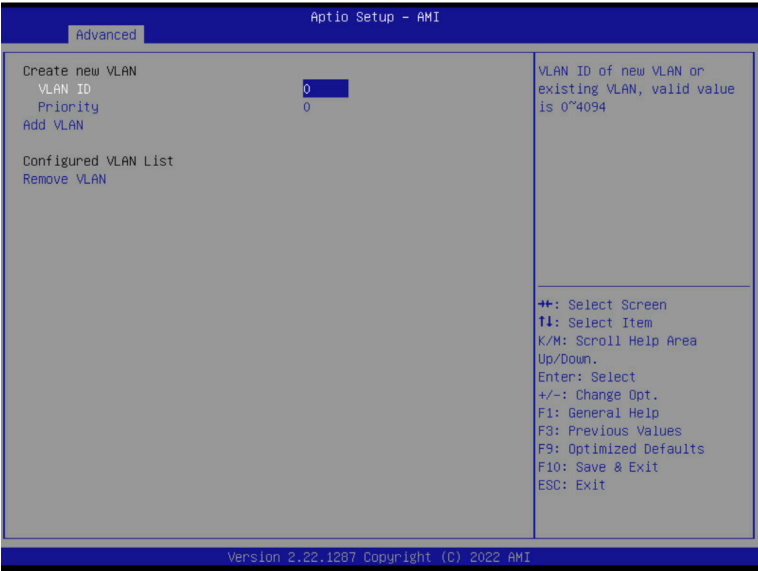 Aptio Setup – AMI
Advanced
Create new VLAN
VLAN ID 0
Priority 0
Add VLAN
Configured VLAN List
Remove VLAN
VLAN ID of new VLAN or
existing VLAN, valid value
is 0~4094
→←: Select Screen
↑↓: Select Item
K/M: Scroll Help Area
Up/Down.
Enter: Select
+/-: Change Opt.
F1: General Help
F3: Previous Values
F9: Optimized Defaults
F10: Save & Exit
ESC: Exit
Version 2.22.1287 Copyright (C) 2022 AMI